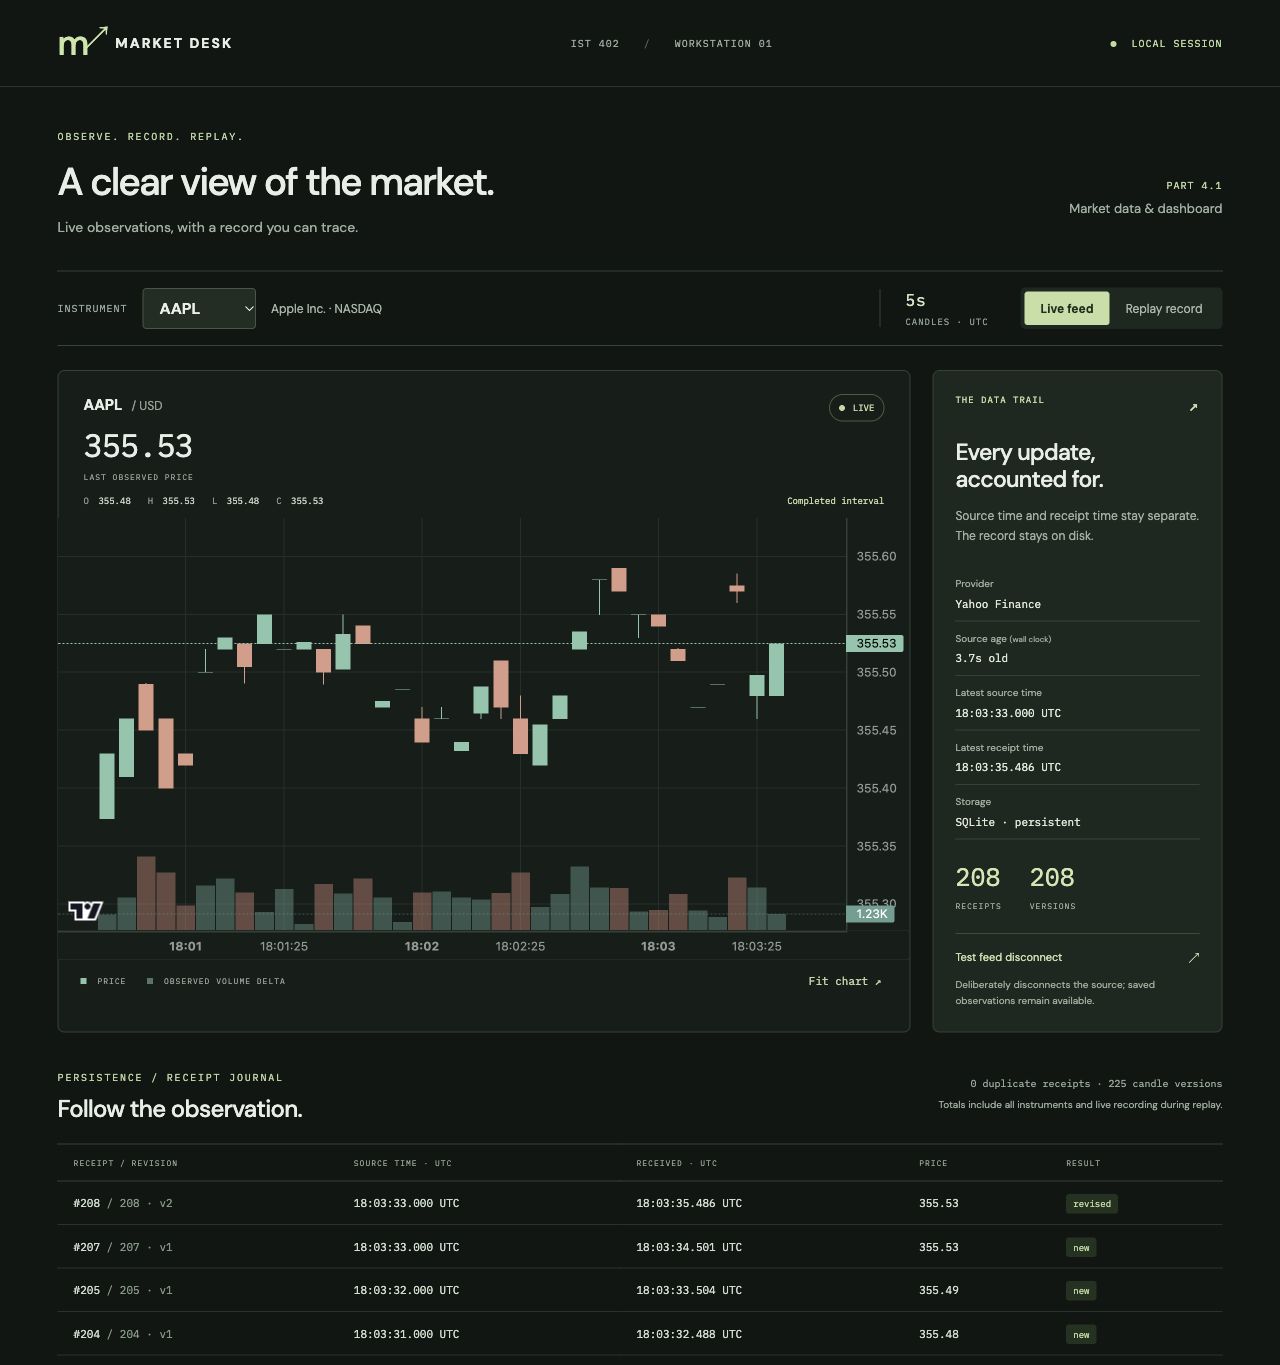 m MARKET DESK
IST 402 / WORKSTATION 01
LOCAL SESSION
OBSERVE. RECORD. REPLAY.
A clear view of the market.
Live observations, with a record you can trace.
PART 4.1
Market data & dashboard
INSTRUMENT AAPL Apple Inc. · NASDAQ
5s
CANDLES · UTC
Live feed Replay record
AAPL / USD
LIVE
355.53
LAST OBSERVED PRICE
O 355.48 H 355.53 L 355.48 C 355.53
Completed interval
355.60
355.55
355.53
355.50
355.45
355.40
355.35
355.30
1.23K
18:01 18:01:25 18:02 18:02:25 18:03 18:03:25
PRICE OBSERVED VOLUME DELTA
Fit chart ↗
THE DATA TRAIL ↗
Every update,
accounted for.
Source time and receipt time stay separate.
The record stays on disk.
Provider
Yahoo Finance
Source age (wall clock)
3.7s old
Latest source time
18:03:33.000 UTC
Latest receipt time
18:03:35.486 UTC
Storage
SQLite · persistent
208 208
RECEIPTS VERSIONS
Test feed disconnect ↗
Deliberately disconnects the source; saved
observations remain available.
PERSISTENCE / RECEIPT JOURNAL
Follow the observation.
0 duplicate receipts · 225 candle versions
Totals include all instruments and live recording during replay.
RECEIPT / REVISION SOURCE TIME · UTC RECEIVED · UTC PRICE RESULT
#208 / 208 · v2 18:03:33.000 UTC 18:03:35.486 UTC 355.53 revised
#207 / 207 · v1 18:03:33.000 UTC 18:03:34.501 UTC 355.53 new
#205 / 205 · v1 18:03:32.000 UTC 18:03:33.504 UTC 355.49 new
#204 / 204 · v1 18:03:31.000 UTC 18:03:32.488 UTC 355.48 new